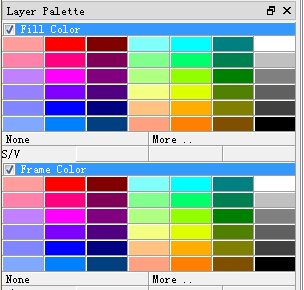 Layer Palette
Fill Color
None More ..
S/V
Frame Color
None More ..